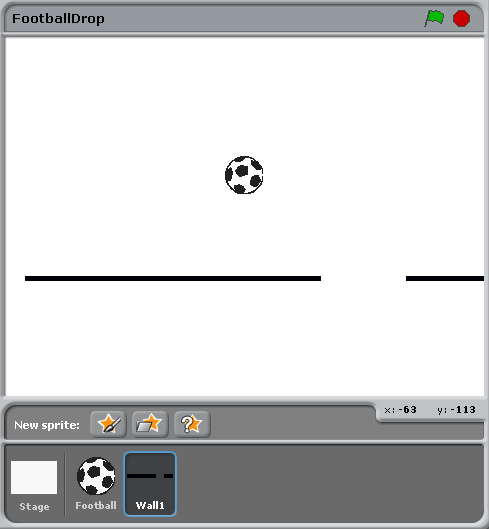 FootballDrop
x: -63 y: -113
New sprite:
Stage
Football
Wall1